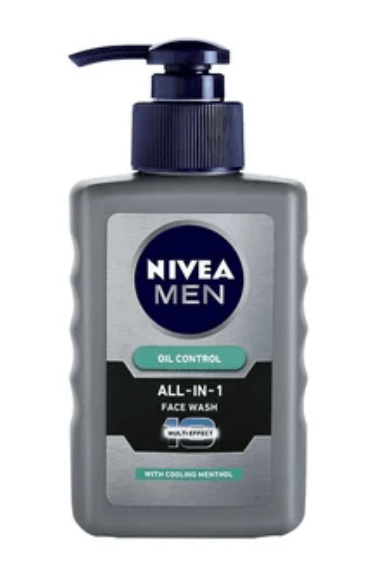 NIVEA
MEN
OIL CONTROL
ALL-IN-1
FACE WASH
10
MULTI EFFECT
WITH COOLING MENTHOL